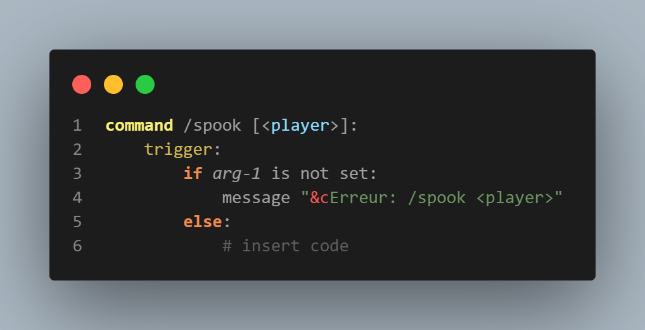 1 command /spook [<player>]:
2 trigger:
3 if arg-1 is not set:
4 message "&cErreur: /spook <player>"
5 else:
6 # insert code